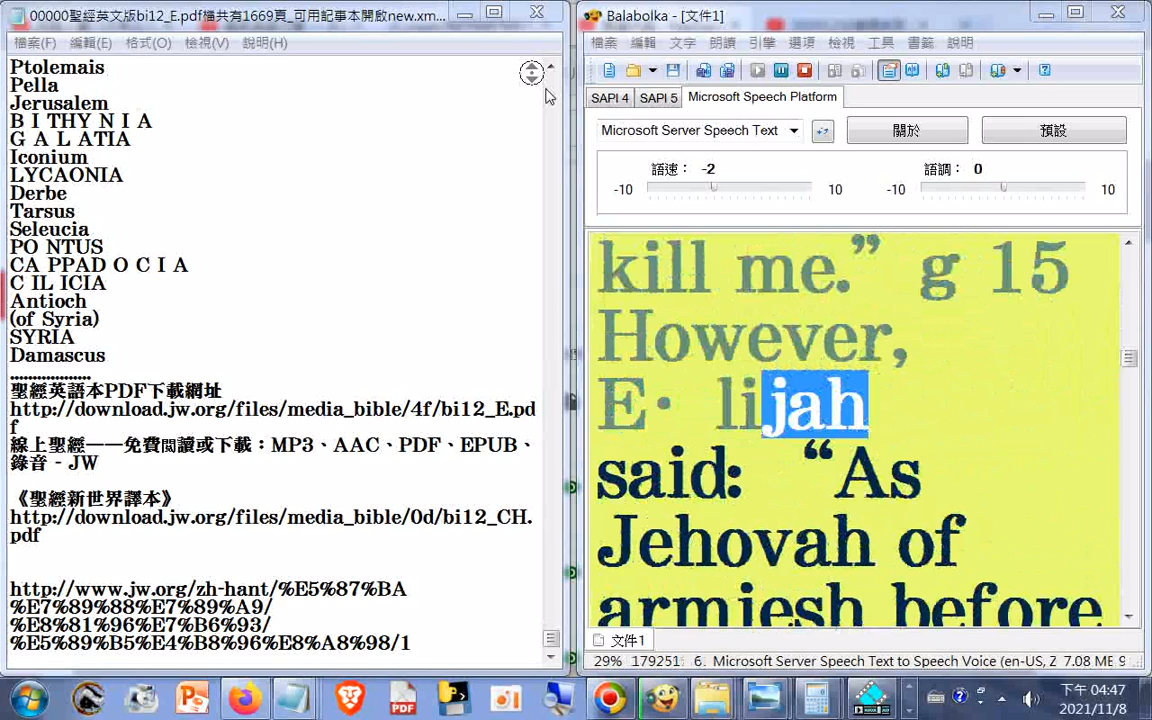 00000聖經英文版bi12_E.pdf檔共有1669頁_可用記事本開啟new.xm...
檔案(F) 編輯(E) 格式(O) 檢視(V) 說明(H)
Ptolemais
Pella
Jerusalem
B I THY N I A
G A L ATIA
Iconium
LYCAONIA
Derbe
Tarsus
Seleucia
PO NTUS
CA PPAD O C I A
C IL ICIA
Antioch
(of Syria)
SYRIA
Damascus
..................
聖經英語本PDF下載網址
http://download.jw.org/files/media_bible/4f/bi12_E.pd
f
線上聖經——免費閱讀或下載：MP3、AAC、PDF、EPUB、
錄音 - JW
《聖經新世界譯本》
http://download.jw.org/files/media_bible/0d/bi12_CH.
pdf
http://www.jw.org/zh-hant/%E5%87%BA
%E7%89%88%E7%89%A9/
%E8%81%96%E7%B6%93/
%E5%89%B5%E4%B8%96%E8%A8%98/1
Balabolka - [文件1]
檔案 編輯 文字 朗讀 引擎 選項 檢視 工具 書籤 說明
SAPI 4 SAPI 5 Microsoft Speech Platform
Microsoft Server Speech Text 關於 預設
語速： -2 語調： 0
-10 10 -10 10
kill me.” g 15
However,
E· lijah
said: “As
Jehovah of
armiesh before
文件1
29% 179251 6. Microsoft Server Speech Text to Speech Voice (en-US, Z 7.08 ME 9
PDF
下午 04:47
2021/11/8